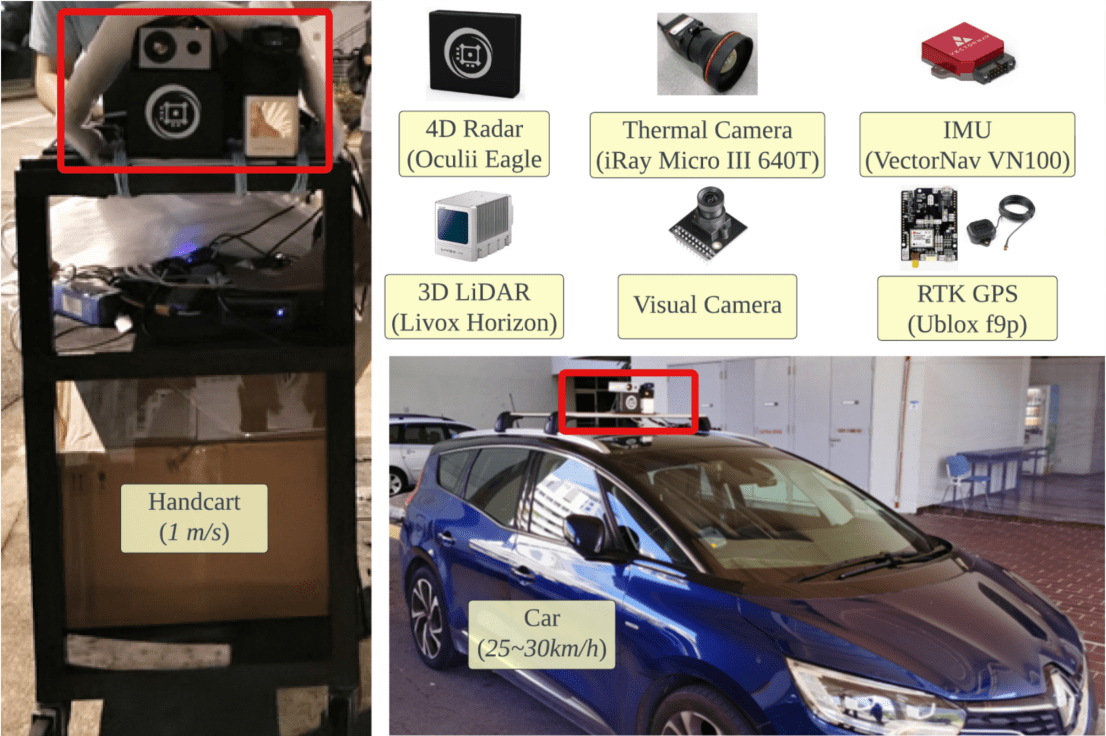 4D Radar
(Oculii Eagle
Thermal Camera
(iRay Micro III 640T)
IMU
(VectorNav VN100)
VECTORNAV
3D LiDAR
(Livox Horizon)
Visual Camera
RTK GPS
(Ublox f9p)
Handcart
(1 m/s)
Car
(25~30km/h)